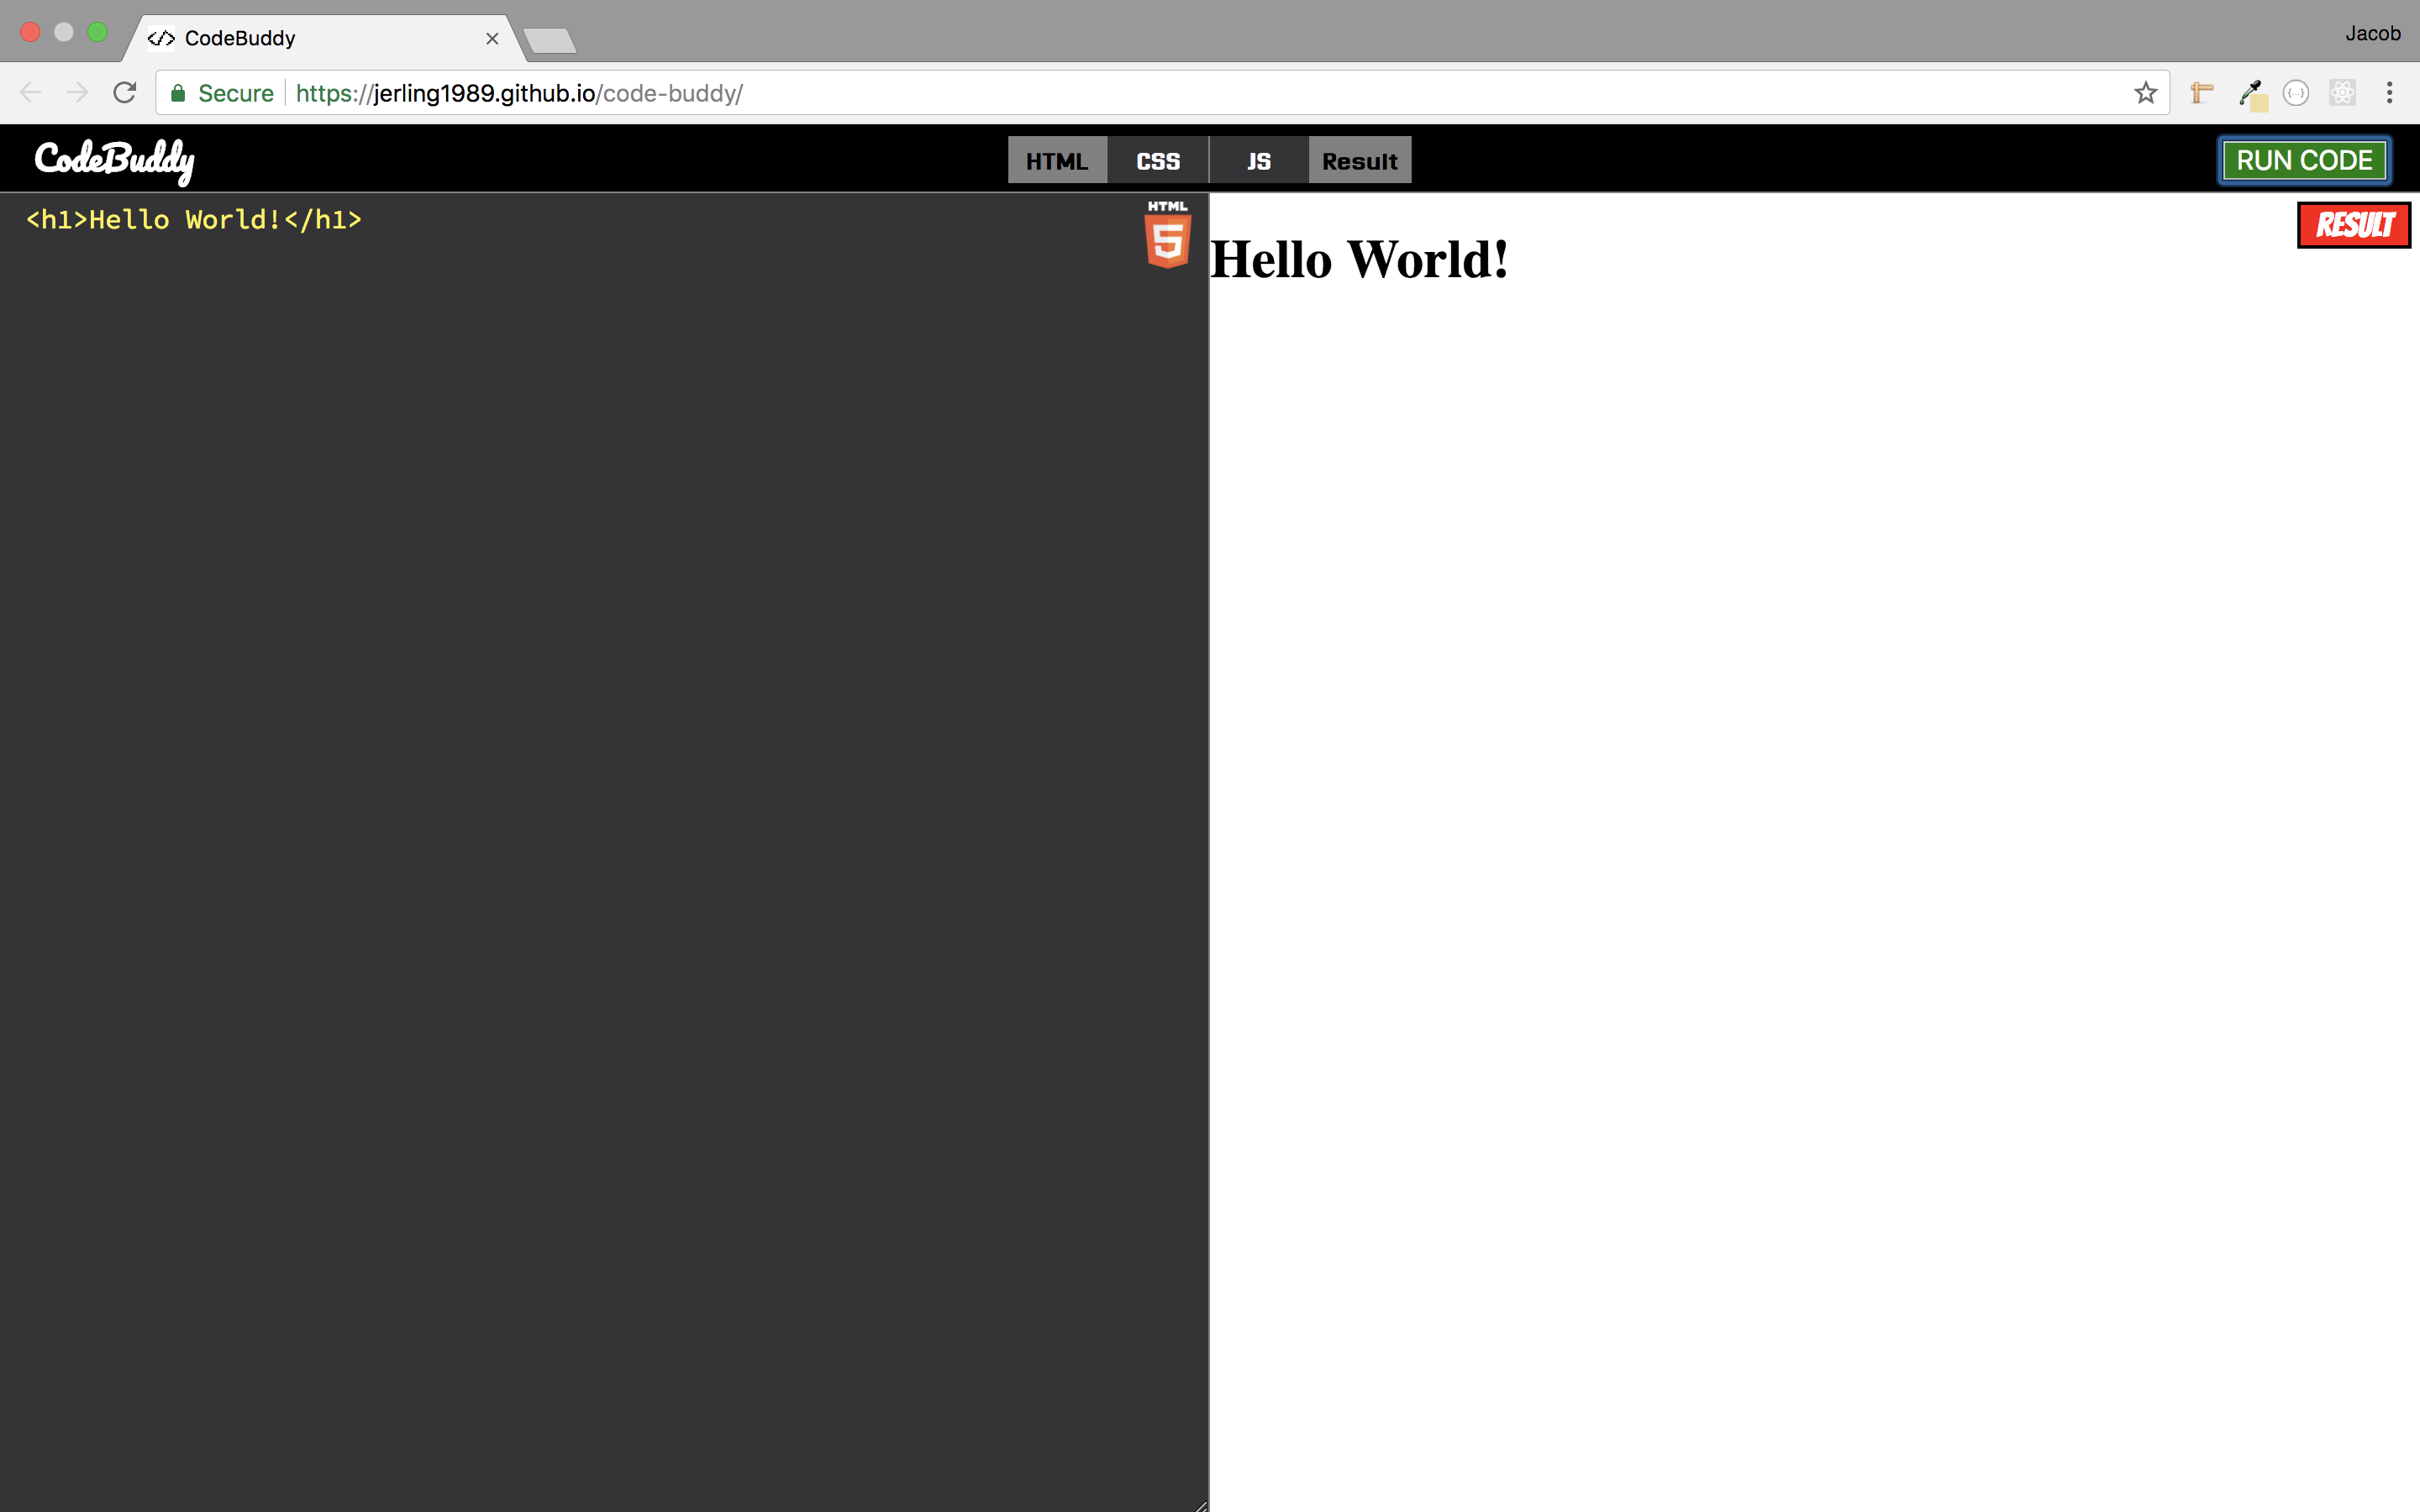 CodeBuddy
Jacob
Secure https://jerling1989.github.io/code-buddy/
CodeBuddy
HTML CSS JS Result
RUN CODE
<h1>Hello World!</h1>
HTML
5
RESULT
Hello World!